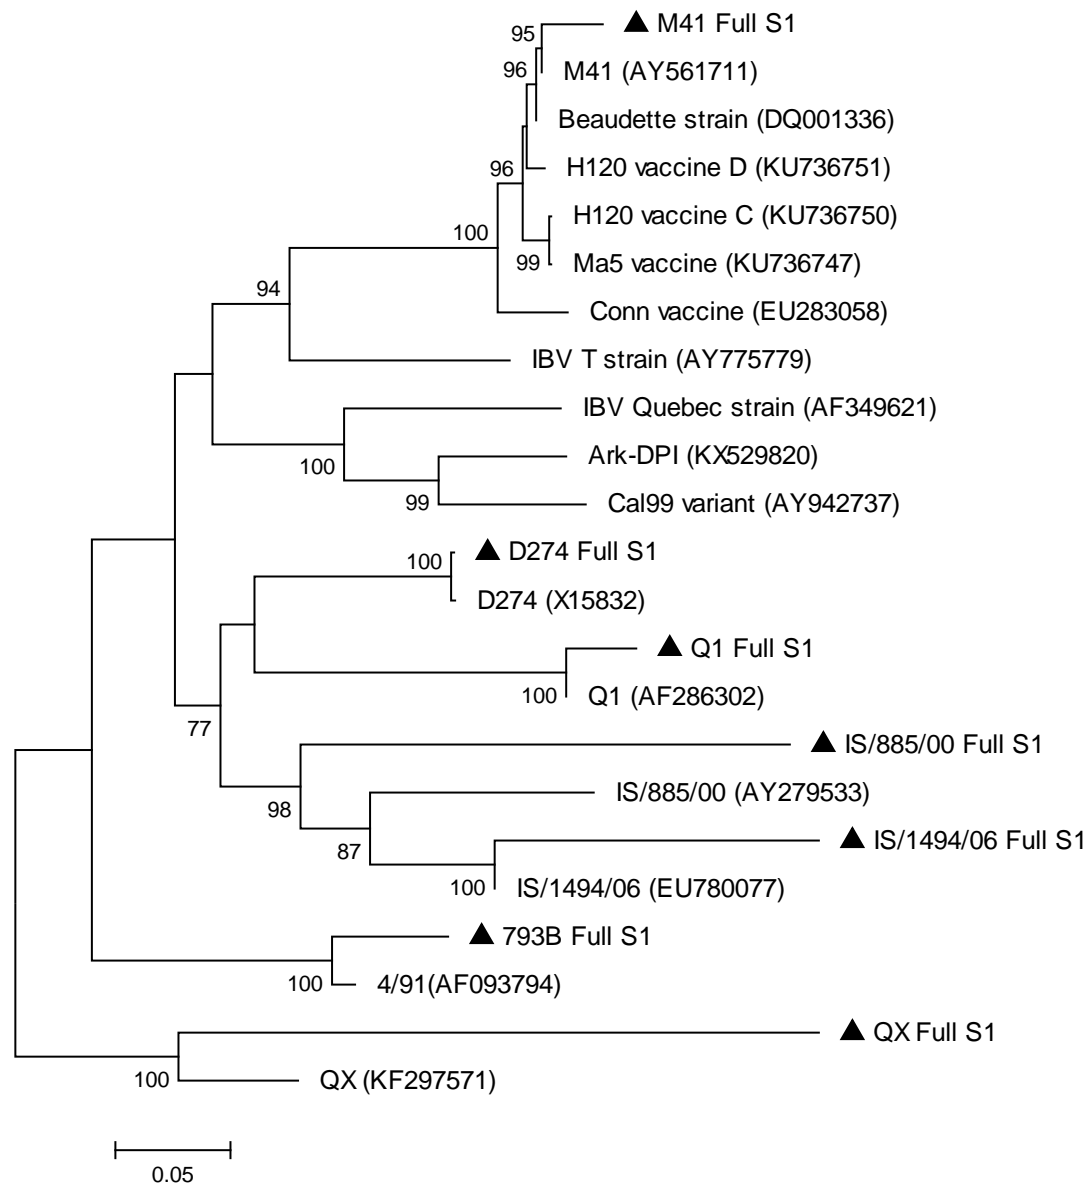 95
▲ M41 Full S1
96
M41 (AY561711)
Beaudette strain (DQ001336)
96
H120 vaccine D (KU736751)
H120 vaccine C (KU736750)
100
99
Ma5 vaccine (KU736747)
94
Conn vaccine (EU283058)
IBV T strain (AY775779)
IBV Quebec strain (AF349621)
100
Ark-DPI (KX529820)
99
Cal99 variant (AY942737)
100
▲ D274 Full S1
D274 (X15832)
▲ Q1 Full S1
100
Q1 (AF286302)
77
▲ IS/885/00 Full S1
98
IS/885/00 (AY279533)
87
▲ IS/1494/06 Full S1
100
IS/1494/06 (EU780077)
▲ 793B Full S1
100
4/91(AF093794)
▲ QX Full S1
100
QX (KF297571)
0.05